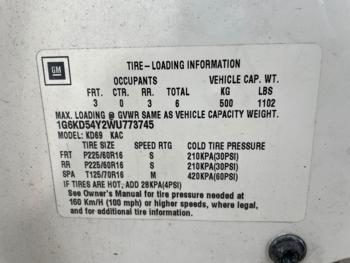 GM
TIRE-LOADING INFORMATION
OCCUPANTS VEHICLE CAP. WT.
FRT. CTR. RR. TOTAL KG LBS
3 0 3 6 500 1102
MAX. LOADING @ GVWR SAME AS VEHICLE CAPACITY WEIGHT.
1G6KD54Y2WU773745
MODEL: KD69 KAC
TIRE SIZE SPEED RTG COLD TIRE PRESSURE
FRT P225/60R16 S 210KPA(30PSI)
RR P225/60R16 S 210KPA(30PSI)
SPA T125/70R16 M 420KPA(60PSI)
IF TIRES ARE HOT, ADD 28KPA(4PSI)
See Owner's Manual for tire pressure needed at
160 Km/H (100 mph) or higher speeds, where legal,
and for additional tire information.